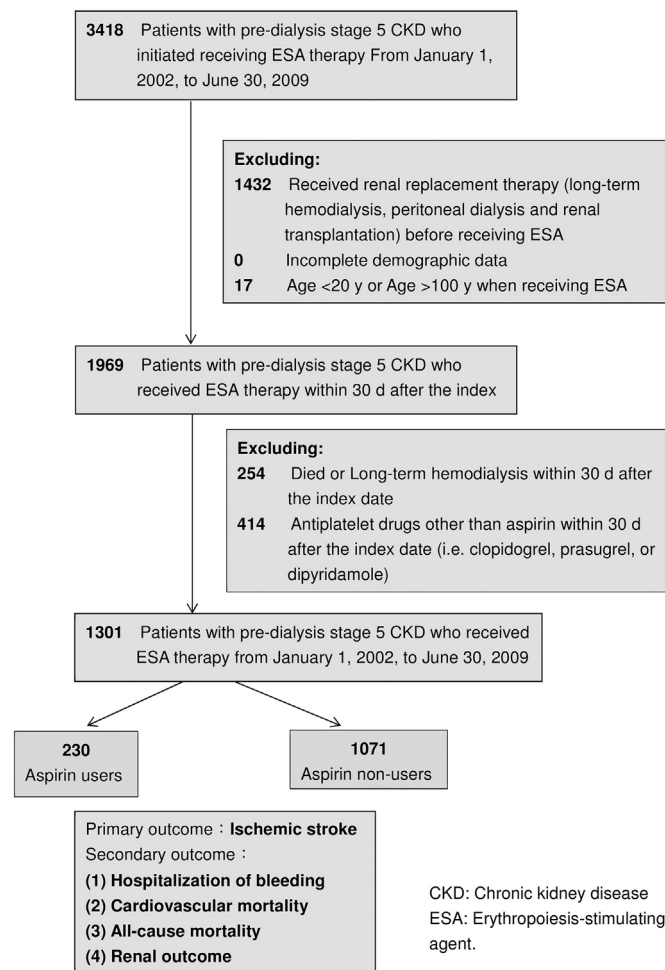 3418 Patients with pre-dialysis stage 5 CKD who
initiated receiving ESA therapy From January 1,
2002, to June 30, 2009
Excluding:
1432 Received renal replacement therapy (long-term
hemodialysis, peritoneal dialysis and renal
transplantation) before receiving ESA
0 Incomplete demographic data
17 Age <20 y or Age >100 y when receiving ESA
1969 Patients with pre-dialysis stage 5 CKD who
received ESA therapy within 30 d after the index
Excluding:
254 Died or Long-term hemodialysis within 30 d after
the index date
414 Antiplatelet drugs other than aspirin within 30 d
after the index date (i.e. clopidogrel, prasugrel, or
dipyridamole)
1301 Patients with pre-dialysis stage 5 CKD who received
ESA therapy from January 1, 2002, to June 30, 2009
230
Aspirin users
1071
Aspirin non-users
Primary outcome：Ischemic stroke
Secondary outcome：
(1) Hospitalization of bleeding
(2) Cardiovascular mortality
(3) All-cause mortality
(4) Renal outcome
CKD: Chronic kidney disease
ESA: Erythropoiesis-stimulating
agent.